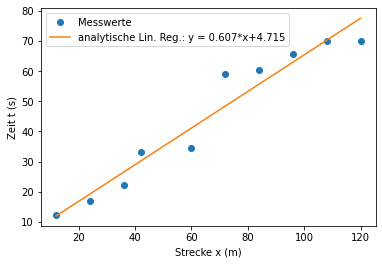 80
70
60
50
40
30
20
10
Zeit t (s)
Messwerte
analytische Lin. Reg.: y = 0.607*x+4.715
20 40 60 80 100 120
Strecke x (m)